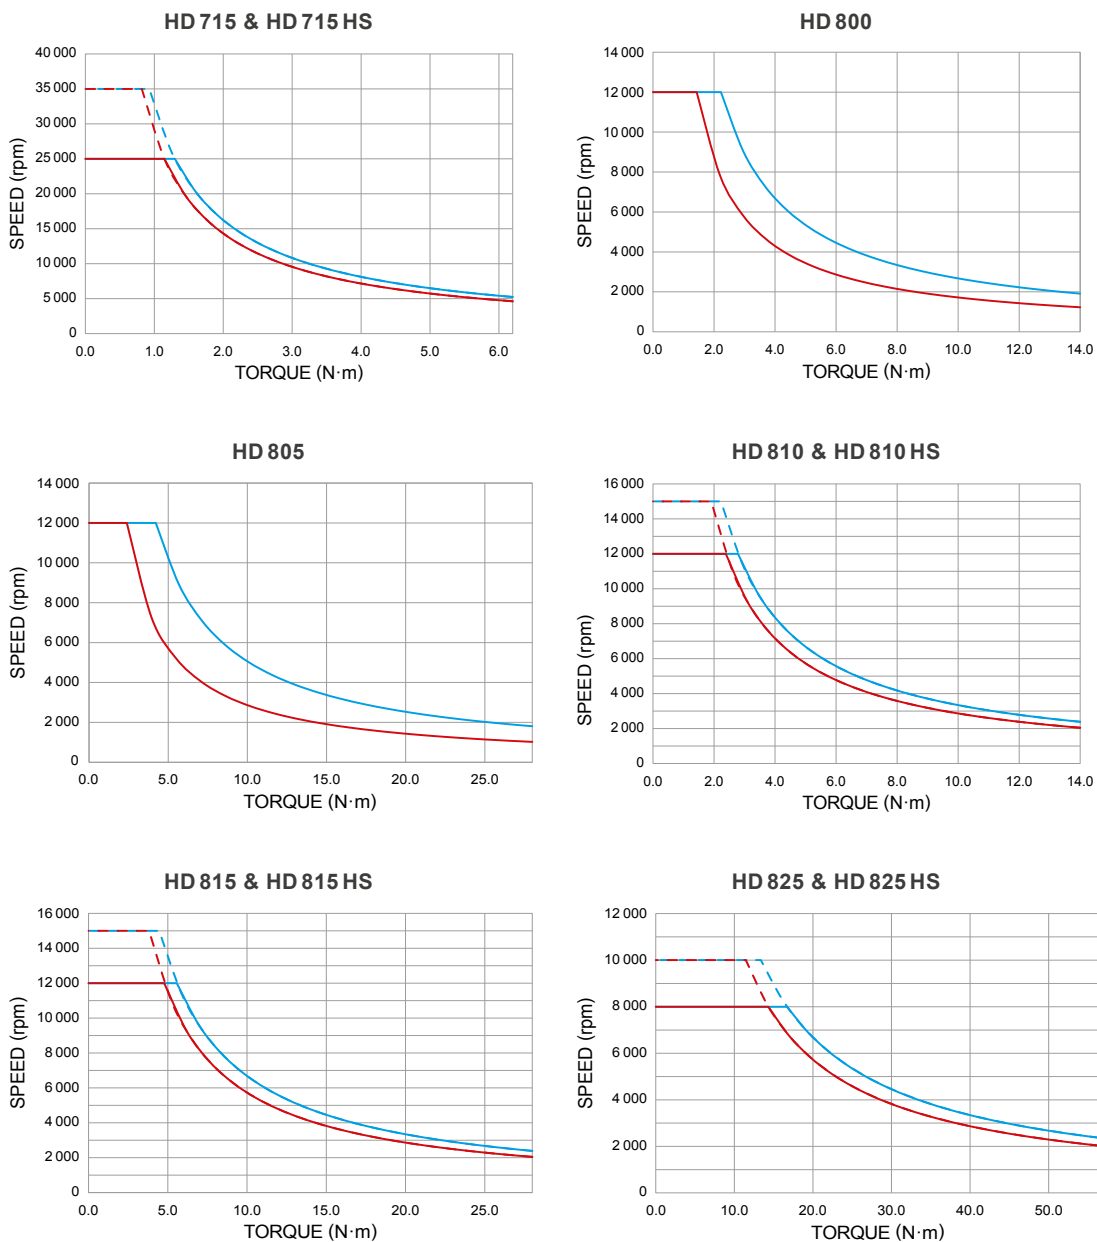 HD 715 & HD 715 HS
40 000
35 000
30 000
25 000
20 000
15 000
10 000
5 000
0
SPEED (rpm)
0.0 1.0 2.0 3.0 4.0 5.0 6.0
TORQUE (N·m)
HD 800
14 000
12 000
10 000
8 000
6 000
4 000
2 000
0
SPEED (rpm)
0.0 2.0 4.0 6.0 8.0 10.0 12.0 14.0
TORQUE (N·m)
HD 805
14 000
12 000
10 000
8 000
6 000
4 000
2 000
0
SPEED (rpm)
0.0 5.0 10.0 15.0 20.0 25.0
TORQUE (N·m)
HD 810 & HD 810 HS
16 000
14 000
12 000
10 000
8 000
6 000
4 000
2 000
0
SPEED (rpm)
0.0 2.0 4.0 6.0 8.0 10.0 12.0 14.0
TORQUE (N·m)
HD 815 & HD 815 HS
16 000
14 000
12 000
10 000
8 000
6 000
4 000
2 000
0
SPEED (rpm)
0.0 5.0 10.0 15.0 20.0 25.0
TORQUE (N·m)
HD 825 & HD 825 HS
12 000
10 000
8 000
6 000
4 000
2 000
0
SPEED (rpm)
0.0 10.0 20.0 30.0 40.0 50.0
TORQUE (N·m)